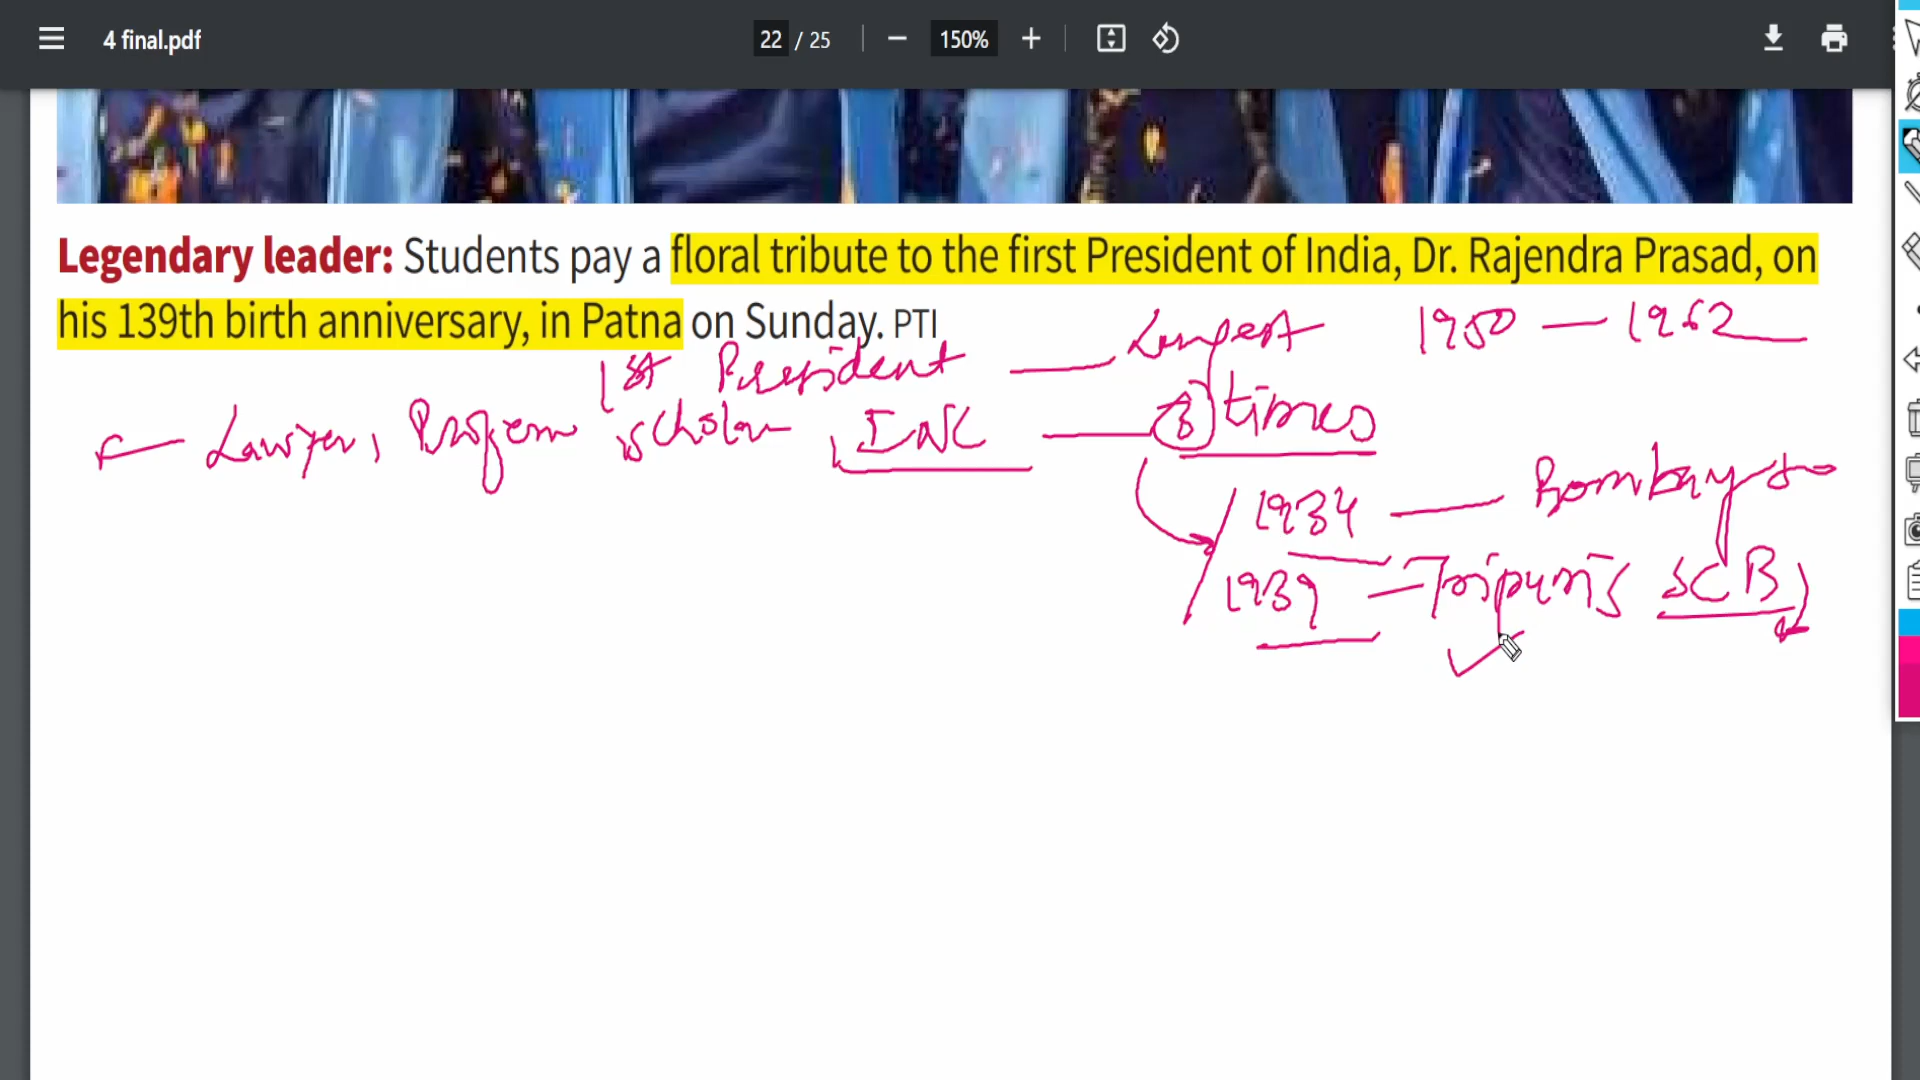 4 final.pdf
22 / 25
150%
Legendary leader: Students pay a floral tribute to the first President of India, Dr. Rajendra Prasad, on
his 139th birth anniversary, in Patna on Sunday. PTI
1st President — Longest 1950 — 1962
Lawyer, scholar, INC — 3 times
1934 — Bombay
1939 — Tripuri SCB